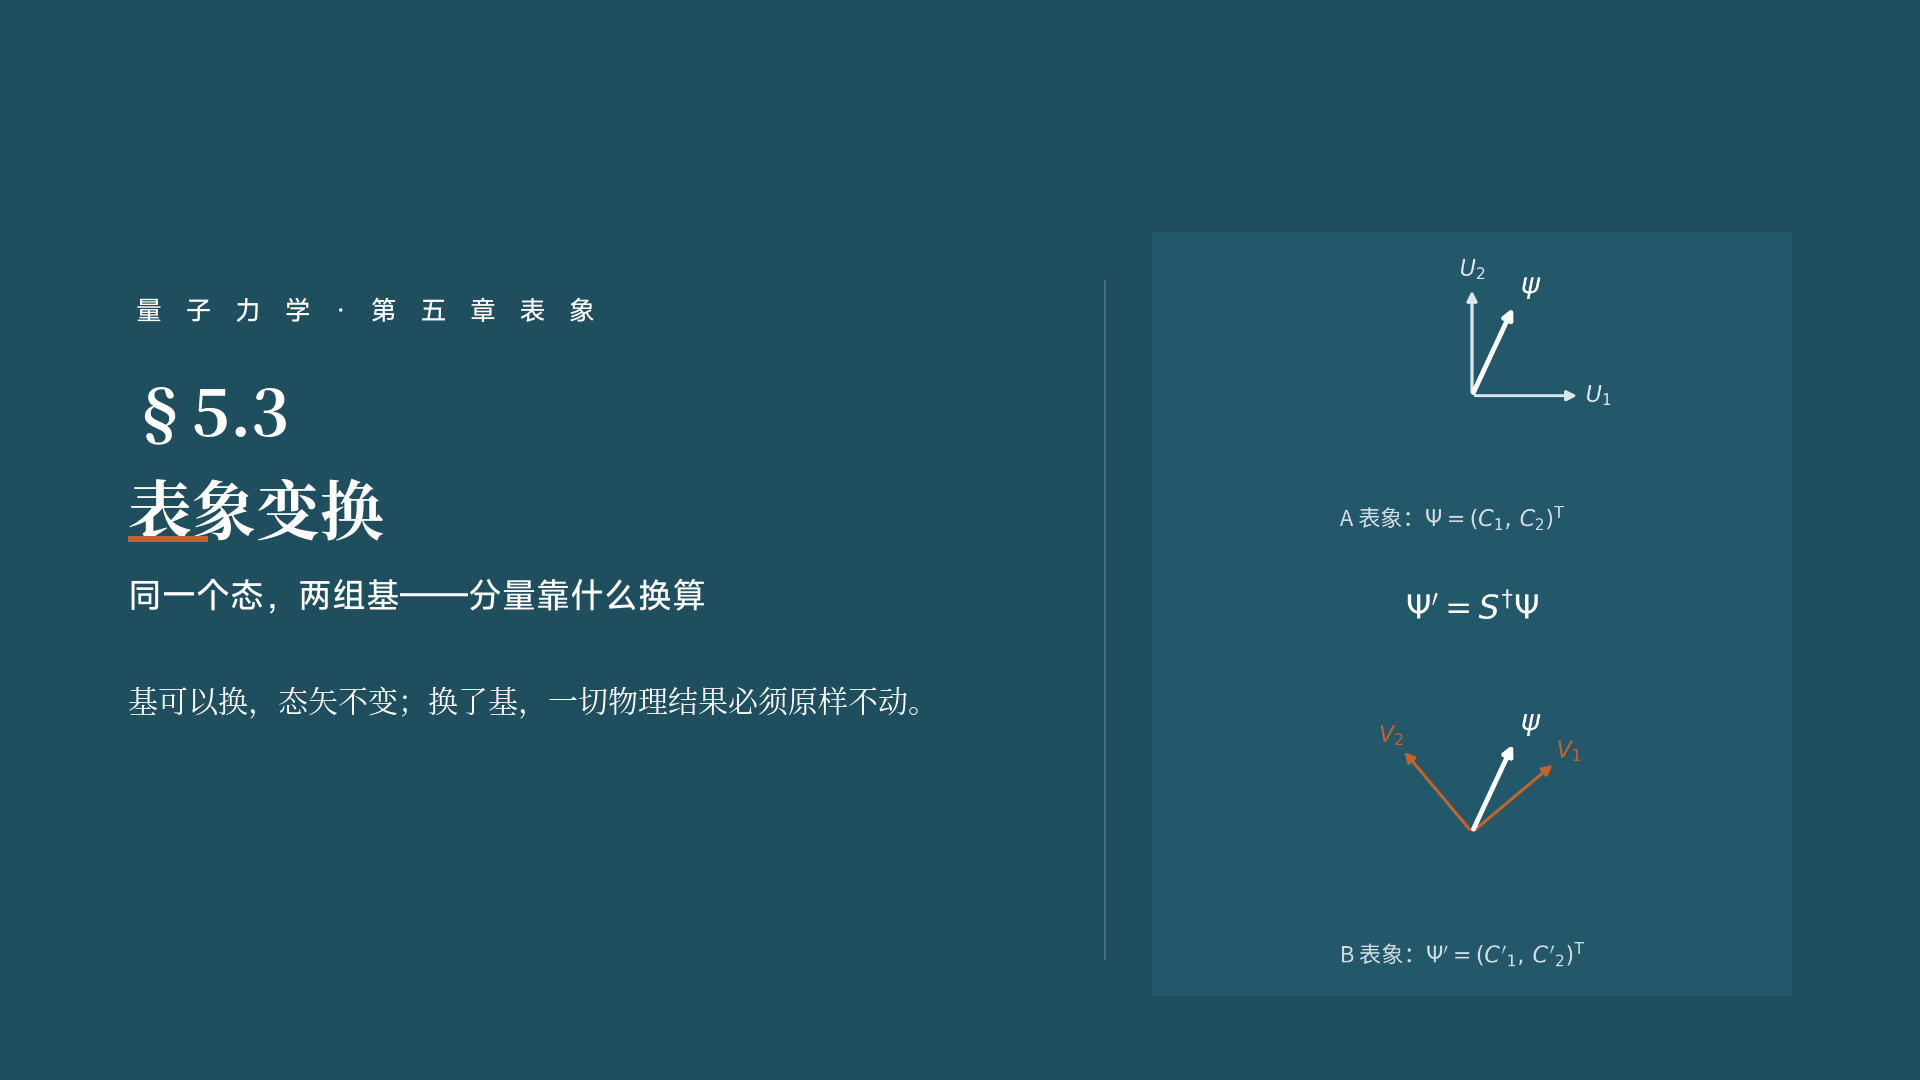 量子力学·第五章表象
§5.3
表象变换
同一个态，两组基——分量靠什么换算
基可以换，态矢不变；换了基，一切物理结果必须原样不动。
U₂
ψ
U₁
A 表象：Ψ = (C₁, C₂)ᵀ
Ψ′ = S†Ψ
V₂
ψ
V₁
B 表象：Ψ′ = (C′₁, C′₂)ᵀ